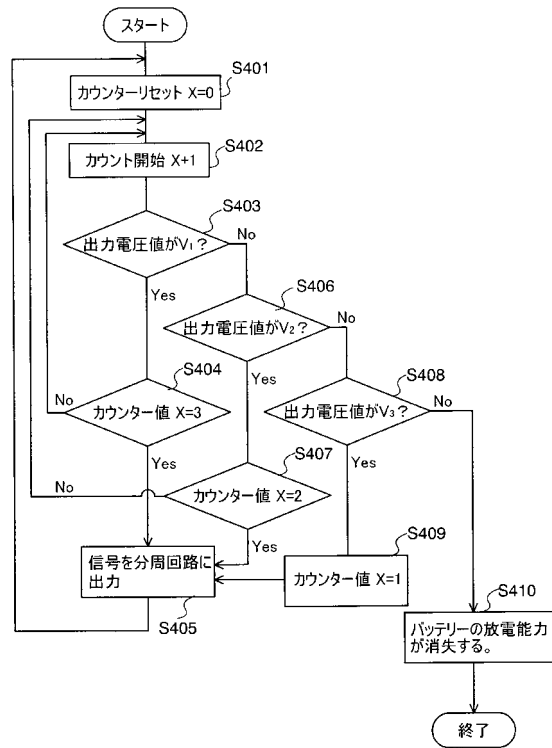 スタート
S401
カウンターリセット X=0
S402
カウント開始 X+1
S403
出力電圧値がV₁？
No
Yes
S406
出力電圧値がV₂？
No
Yes
S404
カウンター値 X=3
No
Yes
S408
出力電圧値がV₃？
No
Yes
S407
カウンター値 X=2
No
Yes
S409
カウンター値 X=1
信号を分周回路に
出力
S405
S410
バッテリーの放電能力
が消失する。
終了